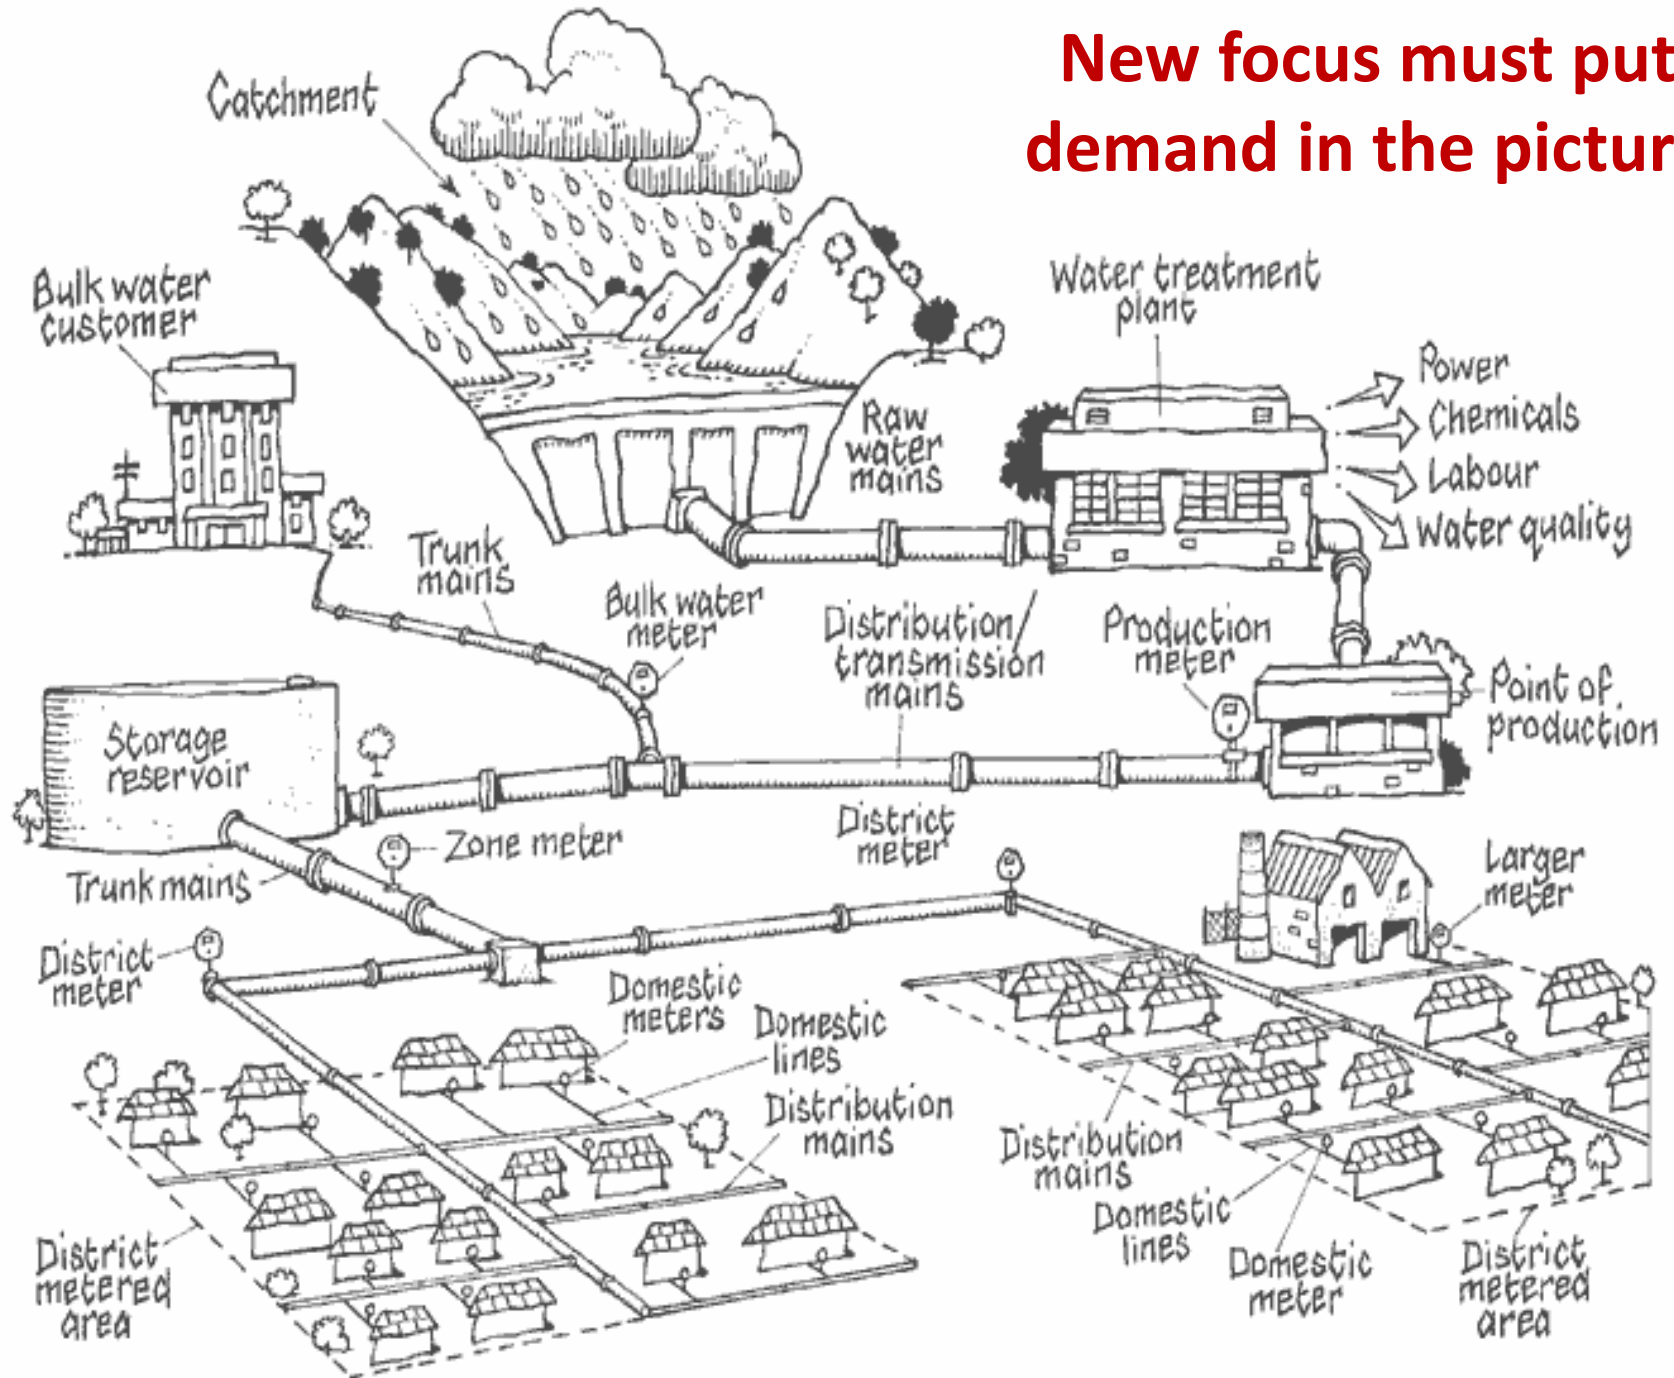 New focus must put
demand in the pictur
Catchment
Bulk water
customer
Water treatment
plant
Power
Chemicals
Labour
Water quality
Raw
water
mains
Trunk
mains
Bulk water
meter
Distribution
transmission
mains
Production
meter
Point of
production
Storage
reservoir
Zone meter
District
meter
Larger
meter
Trunk mains
District
meter
Domestic
meters
Domestic
lines
Distribution
mains
Distribution
mains
Domestic
lines
Domestic
meter
District
metered
area
District
metered
area